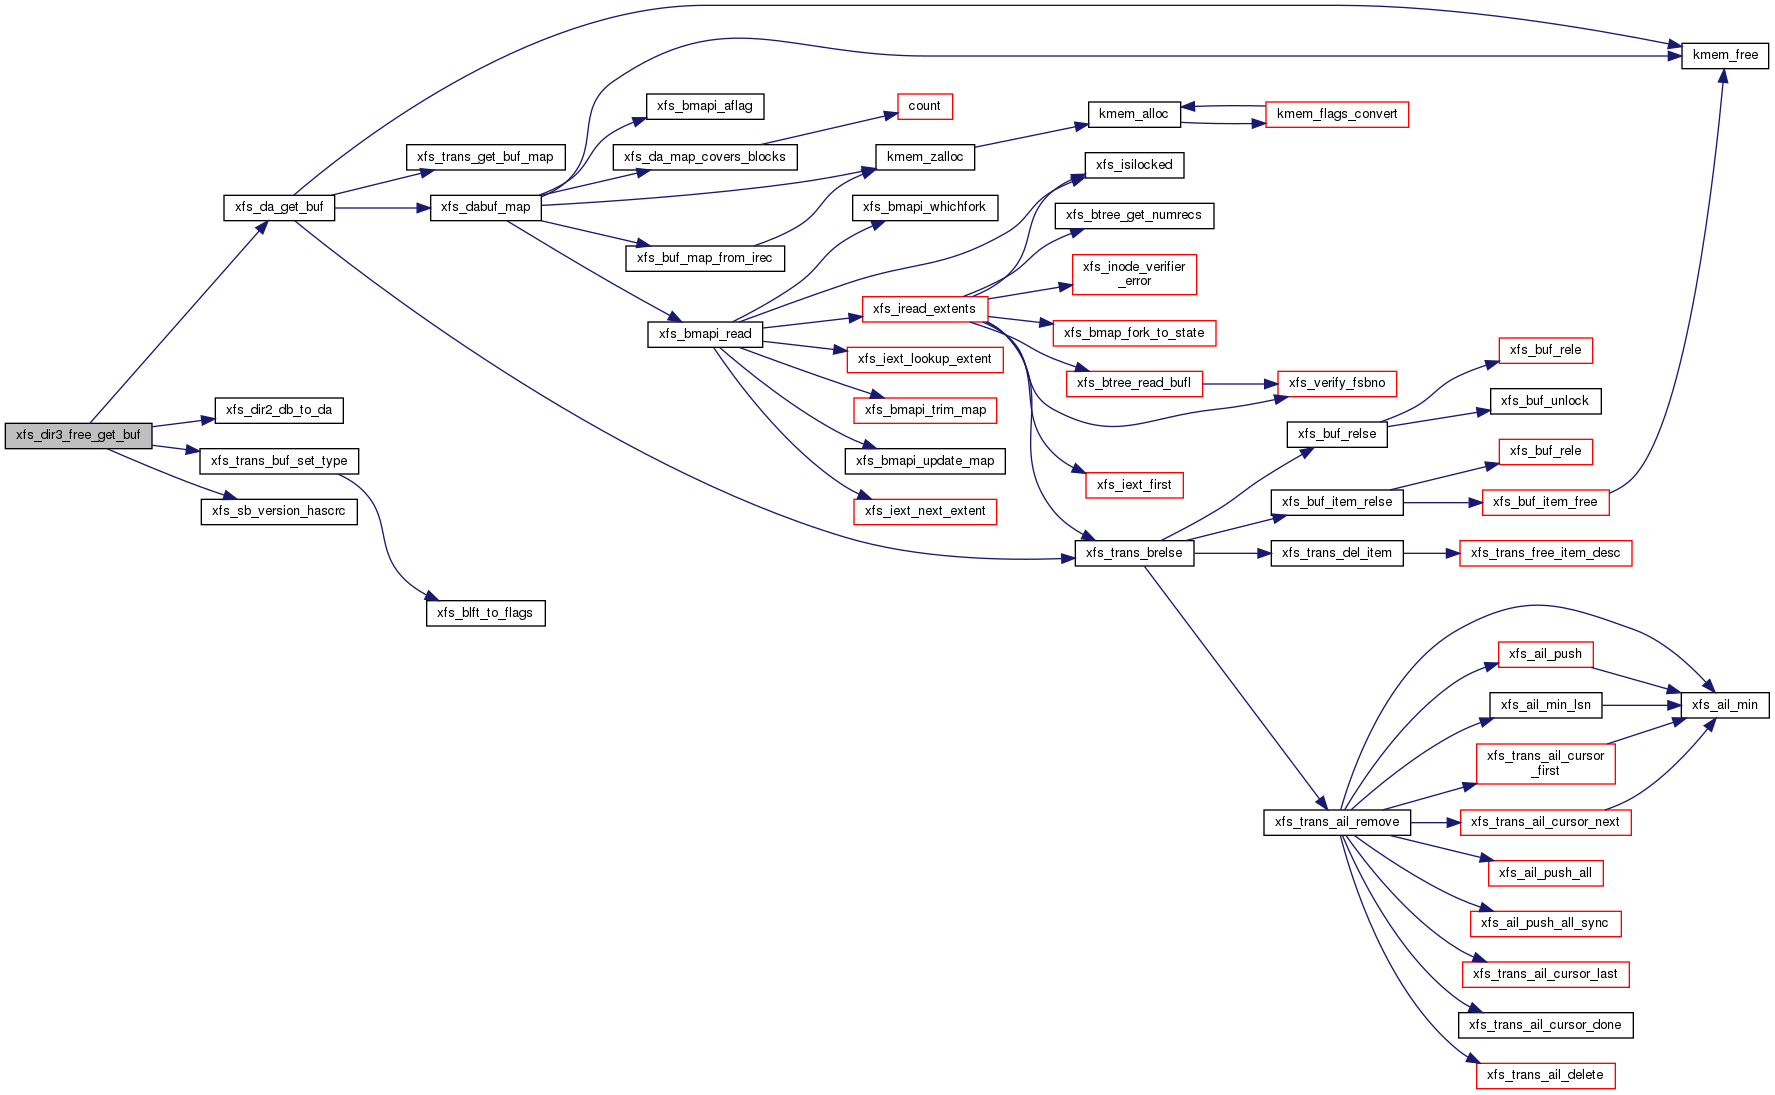 kmem_free
xfs_bmapi_aflag
count
kmem_alloc
kmem_flags_convert
xfs_trans_get_buf_map
xfs_da_map_covers_blocks
kmem_zalloc
xfs_isilocked
xfs_da_get_buf
xfs_dabuf_map
xfs_bmapi_whichfork
xfs_btree_get_numrecs
xfs_buf_map_from_irec
xfs_inode_verifier
_error
xfs_iread_extents
xfs_bmapi_read
xfs_bmap_fork_to_state
xfs_iext_lookup_extent
xfs_buf_rele
xfs_btree_read_bufl
xfs_verify_fsbno
xfs_dir2_db_to_da
xfs_bmapi_trim_map
xfs_buf_unlock
xfs_dir3_free_get_buf
xfs_buf_relse
xfs_trans_buf_set_type
xfs_bmapi_update_map
xfs_buf_rele
xfs_iext_first
xfs_sb_version_hascrc
xfs_iext_next_extent
xfs_buf_item_relse
xfs_buf_item_free
xfs_trans_brelse
xfs_trans_del_item
xfs_trans_free_item_desc
xfs_blft_to_flags
xfs_ail_push
xfs_ail_min_lsn
xfs_ail_min
xfs_trans_ail_cursor
_first
xfs_trans_ail_remove
xfs_trans_ail_cursor_next
xfs_ail_push_all
xfs_ail_push_all_sync
xfs_trans_ail_cursor_last
xfs_trans_ail_cursor_done
xfs_trans_ail_delete